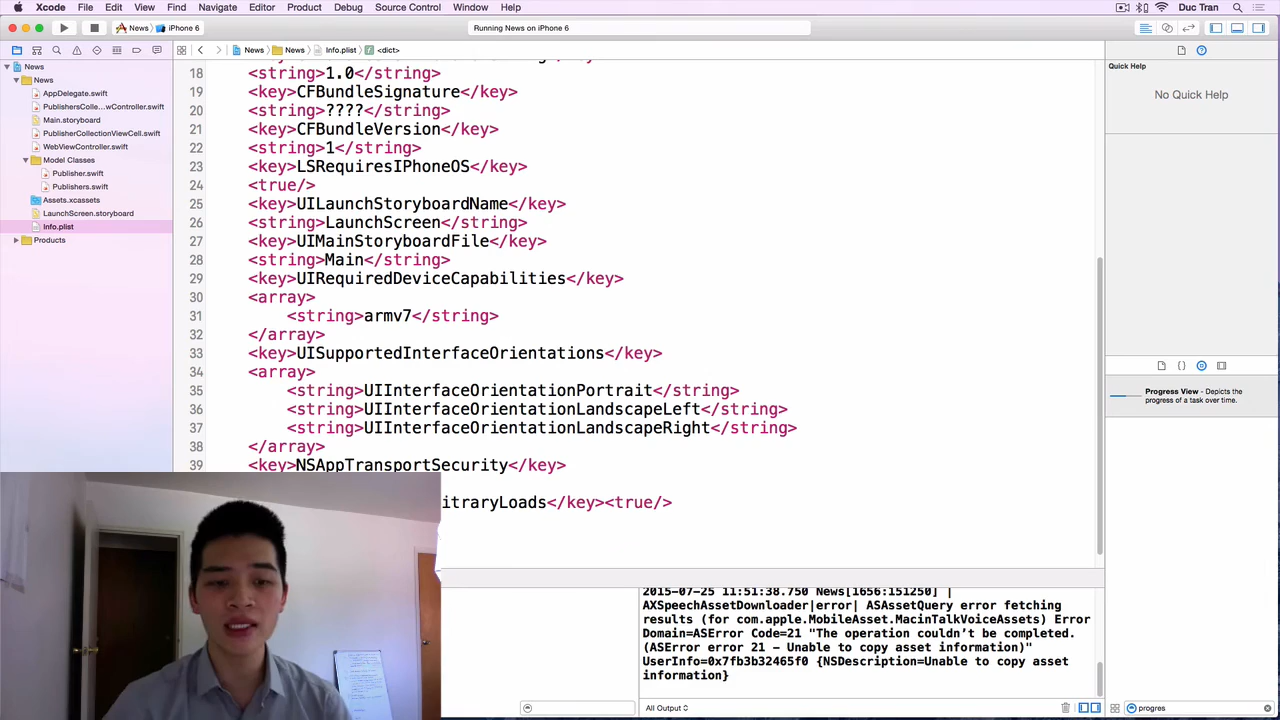 Xcode File Edit View Find Navigate Editor Product Debug Source Control Window Help Duc Tran
News iPhone 6 Running News on iPhone 6
News News Info.plist <dict>
News
News
AppDelegate.swift
PublishersColle...wController.swift
Main.storyboard
PublisherCollectionViewCell.swift
WebViewController.swift
Model Classes
Publisher.swift
Publishers.swift
Assets.xcassets
LaunchScreen.storyboard
Info.plist
Products
18 <string>1.0</string>
19 <key>CFBundleSignature</key>
20 <string>????</string>
21 <key>CFBundleVersion</key>
22 <string>1</string>
23 <key>LSRequiresIPhoneOS</key>
24 <true/>
25 <key>UILaunchStoryboardName</key>
26 <string>LaunchScreen</string>
27 <key>UIMainStoryboardFile</key>
28 <string>Main</string>
29 <key>UIRequiredDeviceCapabilities</key>
30 <array>
31 <string>armv7</string>
32 </array>
33 <key>UISupportedInterfaceOrientations</key>
34 <array>
35 <string>UIInterfaceOrientationPortrait</string>
36 <string>UIInterfaceOrientationLandscapeLeft</string>
37 <string>UIInterfaceOrientationLandscapeRight</string>
38 </array>
39 <key>NSAppTransportSecurity</key>
itraryLoads</key><true/>
2015-07-25 11:51:38.750 News[1656:151250] |
AXSpeechAssetDownloader|error| ASAssetQuery error fetching
results (for com.apple.MobileAsset.MacinTalkVoiceAssets) Error
Domain=ASError Code=21 "The operation couldn’t be completed.
(ASError error 21 – Unable to copy asset information)"
UserInfo=0x7fb3b32465f0 {NSDescription=Unable to copy asset
information}
All Output
Quick Help
No Quick Help
Progress View - Depicts the
progress of a task over time.
progres